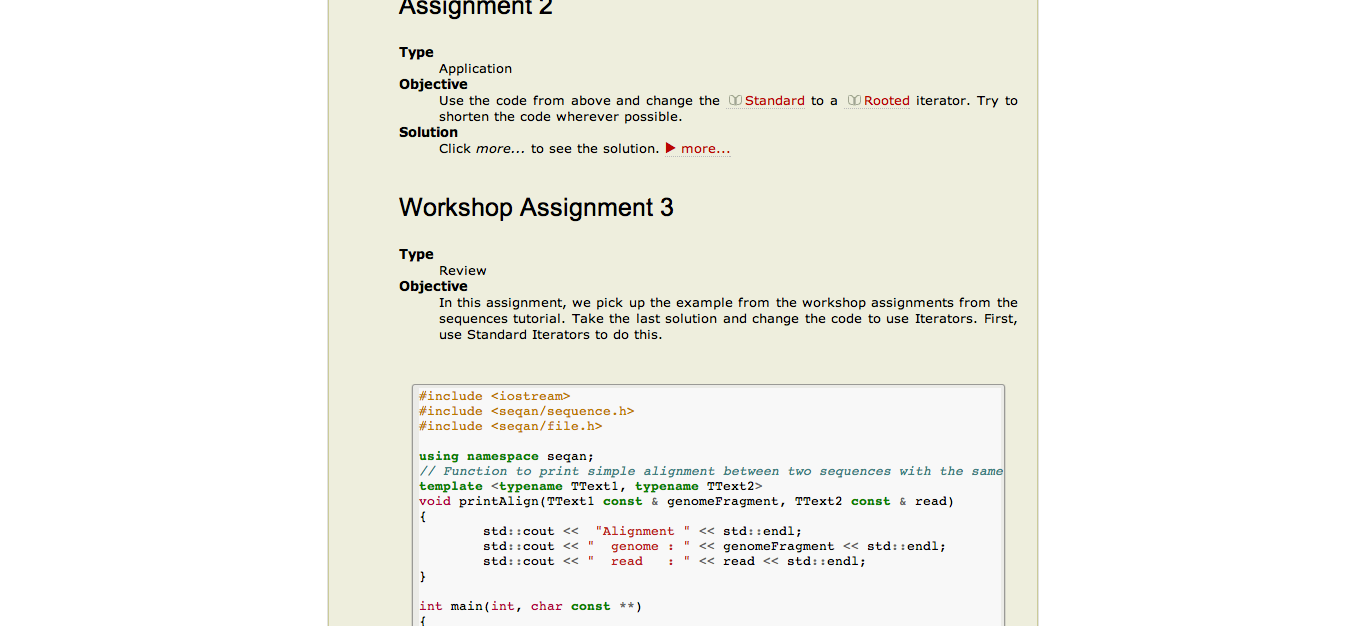 Assignment 2
Type
Application
Objective
Use the code from above and change the Standard to a Rooted iterator. Try to
shorten the code wherever possible.
Solution
Click more... to see the solution. ▶ more...
Workshop Assignment 3
Type
Review
Objective
In this assignment, we pick up the example from the workshop assignments from the
sequences tutorial. Take the last solution and change the code to use Iterators. First,
use Standard Iterators to do this.
#include <iostream>
#include <seqan/sequence.h>
#include <seqan/file.h>
using namespace seqan;
// Function to print simple alignment between two sequences with the same
template <typename TText1, typename TText2>
void printAlign(TText1 const & genomeFragment, TText2 const & read)
{
        std::cout <<  "Alignment " << std::endl;
        std::cout << "  genome : " << genomeFragment << std::endl;
        std::cout << "  read   : " << read << std::endl;
}
int main(int, char const **)
{